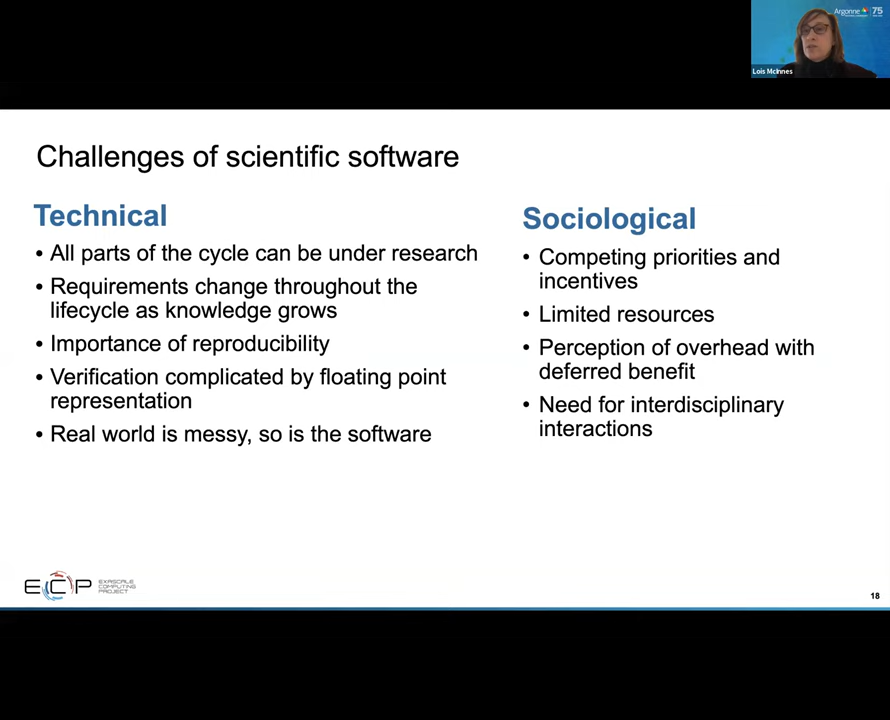 Argonne 75
Lois McInnes
Challenges of scientific software
Technical
• All parts of the cycle can be under research
• Requirements change throughout the
lifecycle as knowledge grows
• Importance of reproducibility
• Verification complicated by floating point
representation
• Real world is messy, so is the software
Sociological
• Competing priorities and
incentives
• Limited resources
• Perception of overhead with
deferred benefit
• Need for interdisciplinary
interactions
ECP
EXASCALE
COMPUTING
PROJECT
18